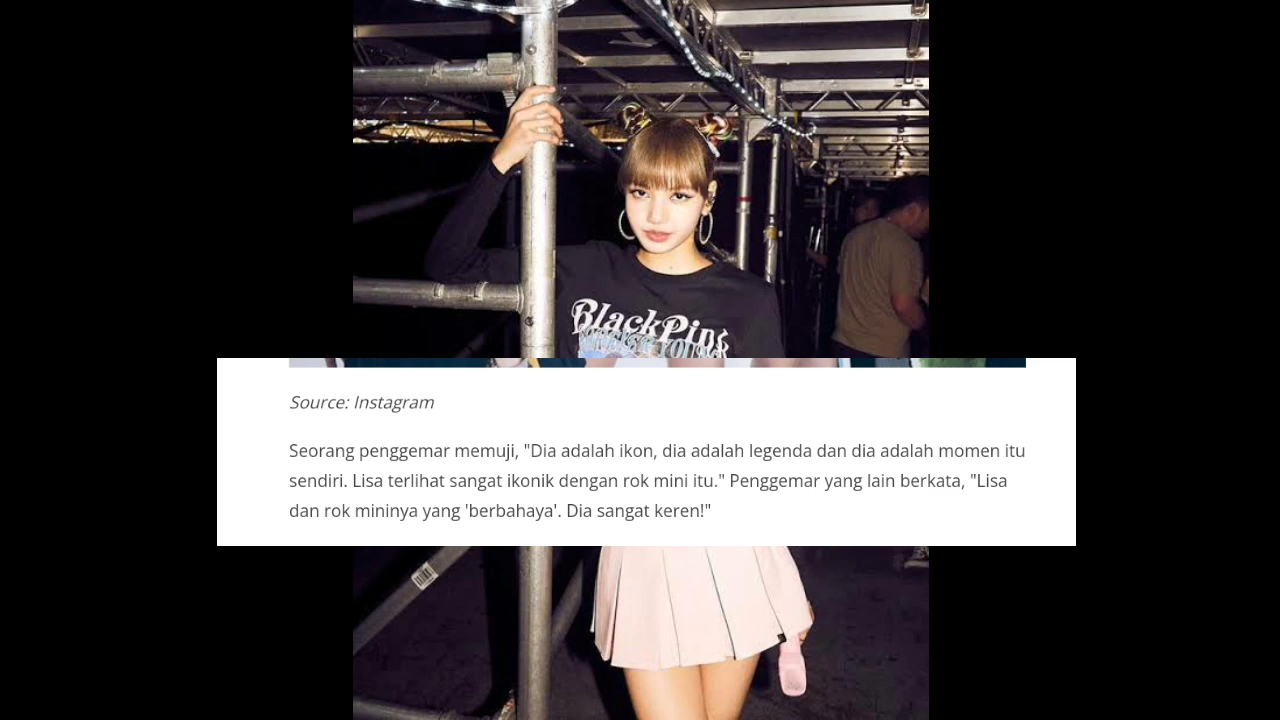 BlackPink
Source: Instagram
Seorang penggemar memuji, "Dia adalah ikon, dia adalah legenda dan dia adalah momen itu
sendiri. Lisa terlihat sangat ikonik dengan rok mini itu." Penggemar yang lain berkata, "Lisa
dan rok mininya yang 'berbahaya'. Dia sangat keren!"